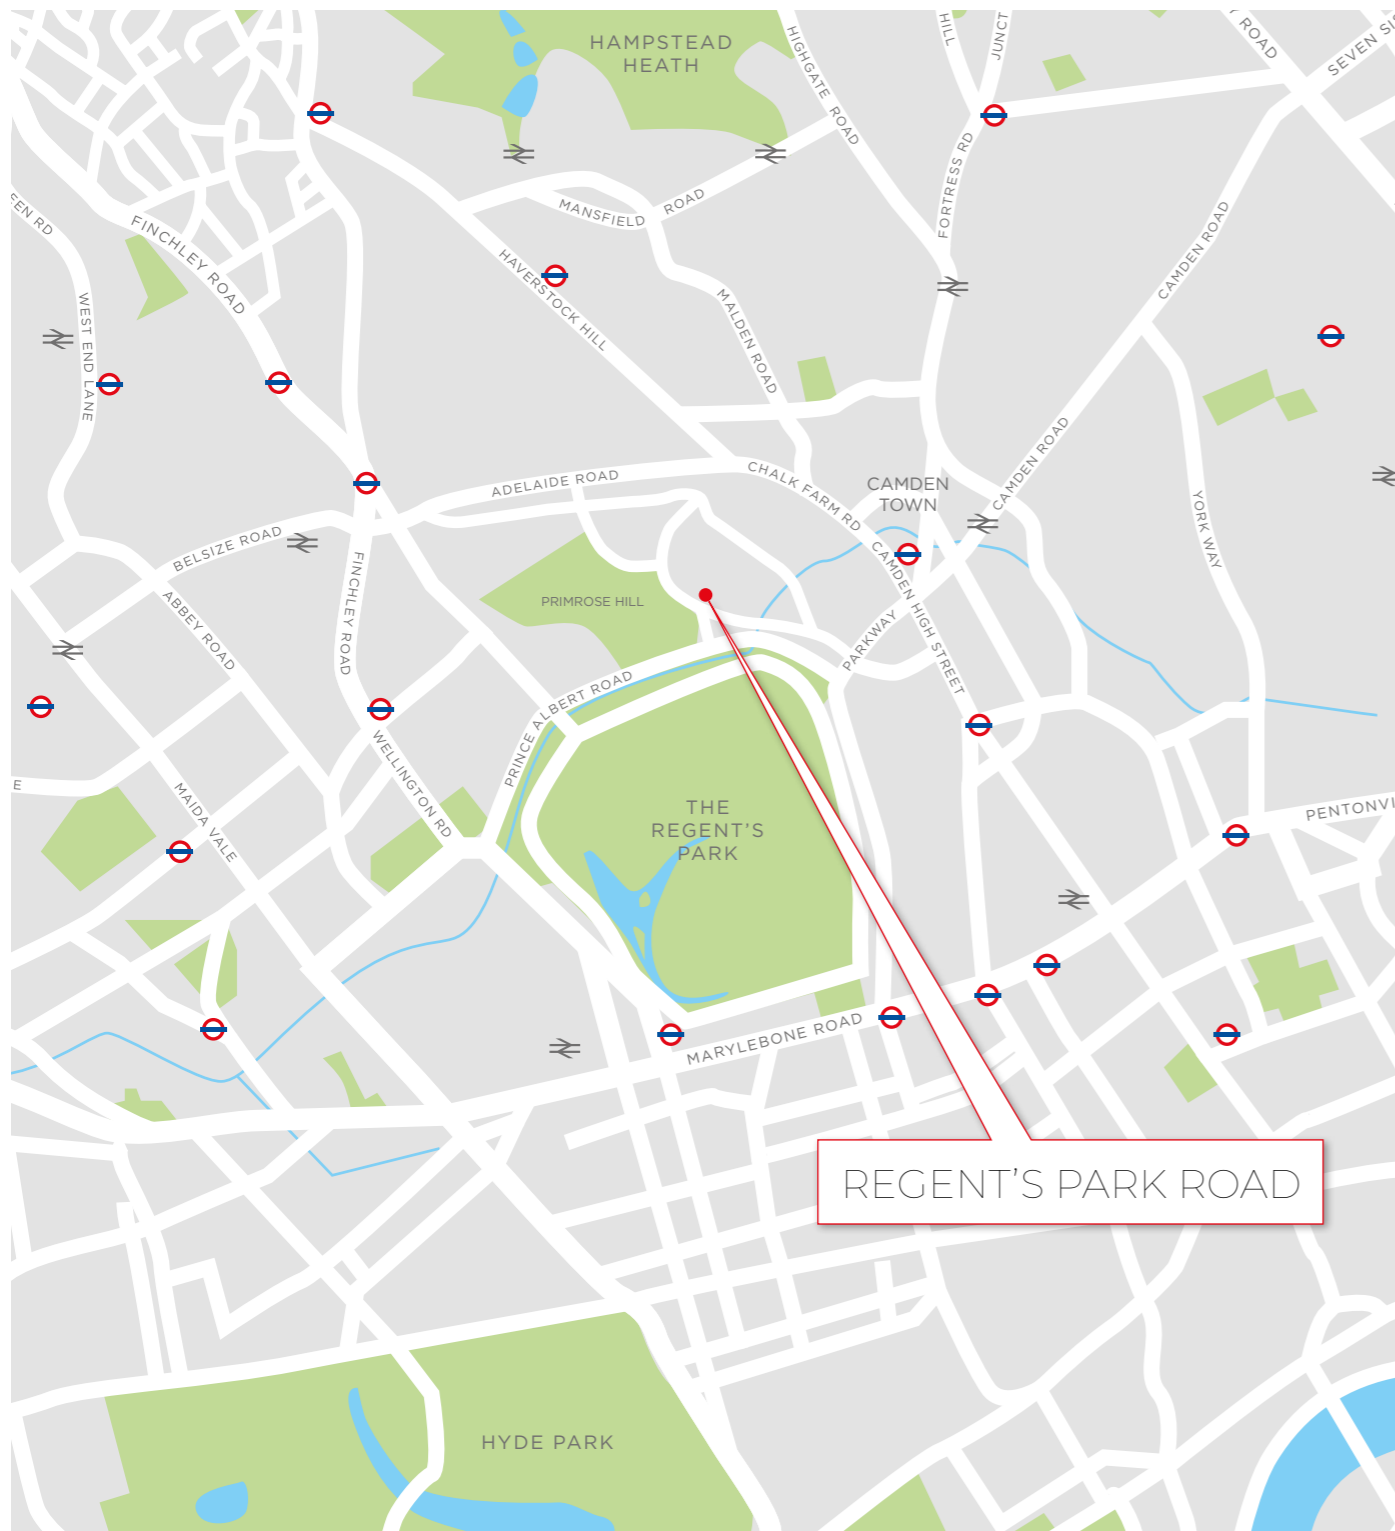 HAMPSTEAD
HEATH
HIGHGATE ROAD
HILL
JUNCT
ROAD
SEVEN
FORTRESS RD
MANSFIELD ROAD
EEN RD
FINCHLEY ROAD
HAVERSTOCK HILL
CAMDEN ROAD
WEST END LANE
MALDEN ROAD
ADELAIDE ROAD
CHALK FARM RD
CAMDEN
TOWN
CAMDEN ROAD
YORK WAY
BELSIZE ROAD
FINCHLEY ROAD
ABBEY ROAD
PRIMROSE HILL
CAMDEN HIGH STREET
PARKWAY
PRINCE ALBERT ROAD
WELLINGTON RD
MAIDA VALE
E
THE
REGENT'S
PARK
PENTONVI
MARYLEBONE ROAD
REGENT'S PARK ROAD
HYDE PARK